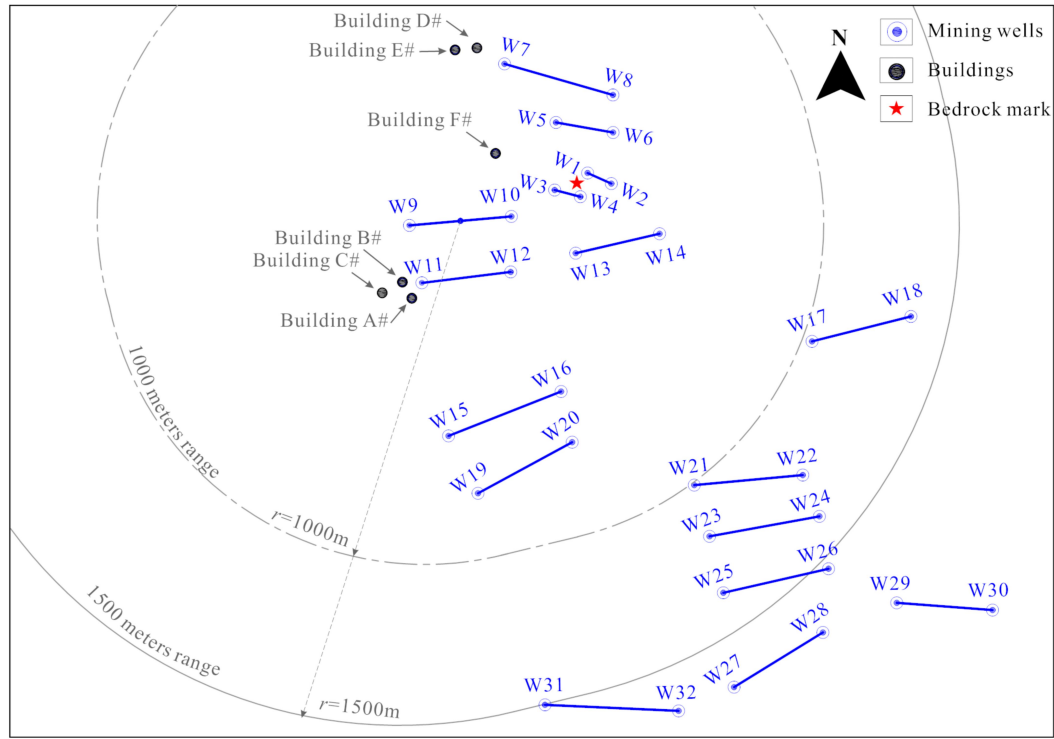 Building D#
Building E#
W7
W8
N
Mining wells
Buildings
Bedrock mark
Building F#
W5
W6
W1
W2
W3
W4
W9
W10
Building B#
Building C#
W11
W12
Building A#
W13
W14
W17
W18
1000 meters range
W15
W16
W19
W20
W21
W22
W23
W24
r=1000m
W25
W26
W29
W30
1500 meters range
W27
W28
W31
W32
r=1500m